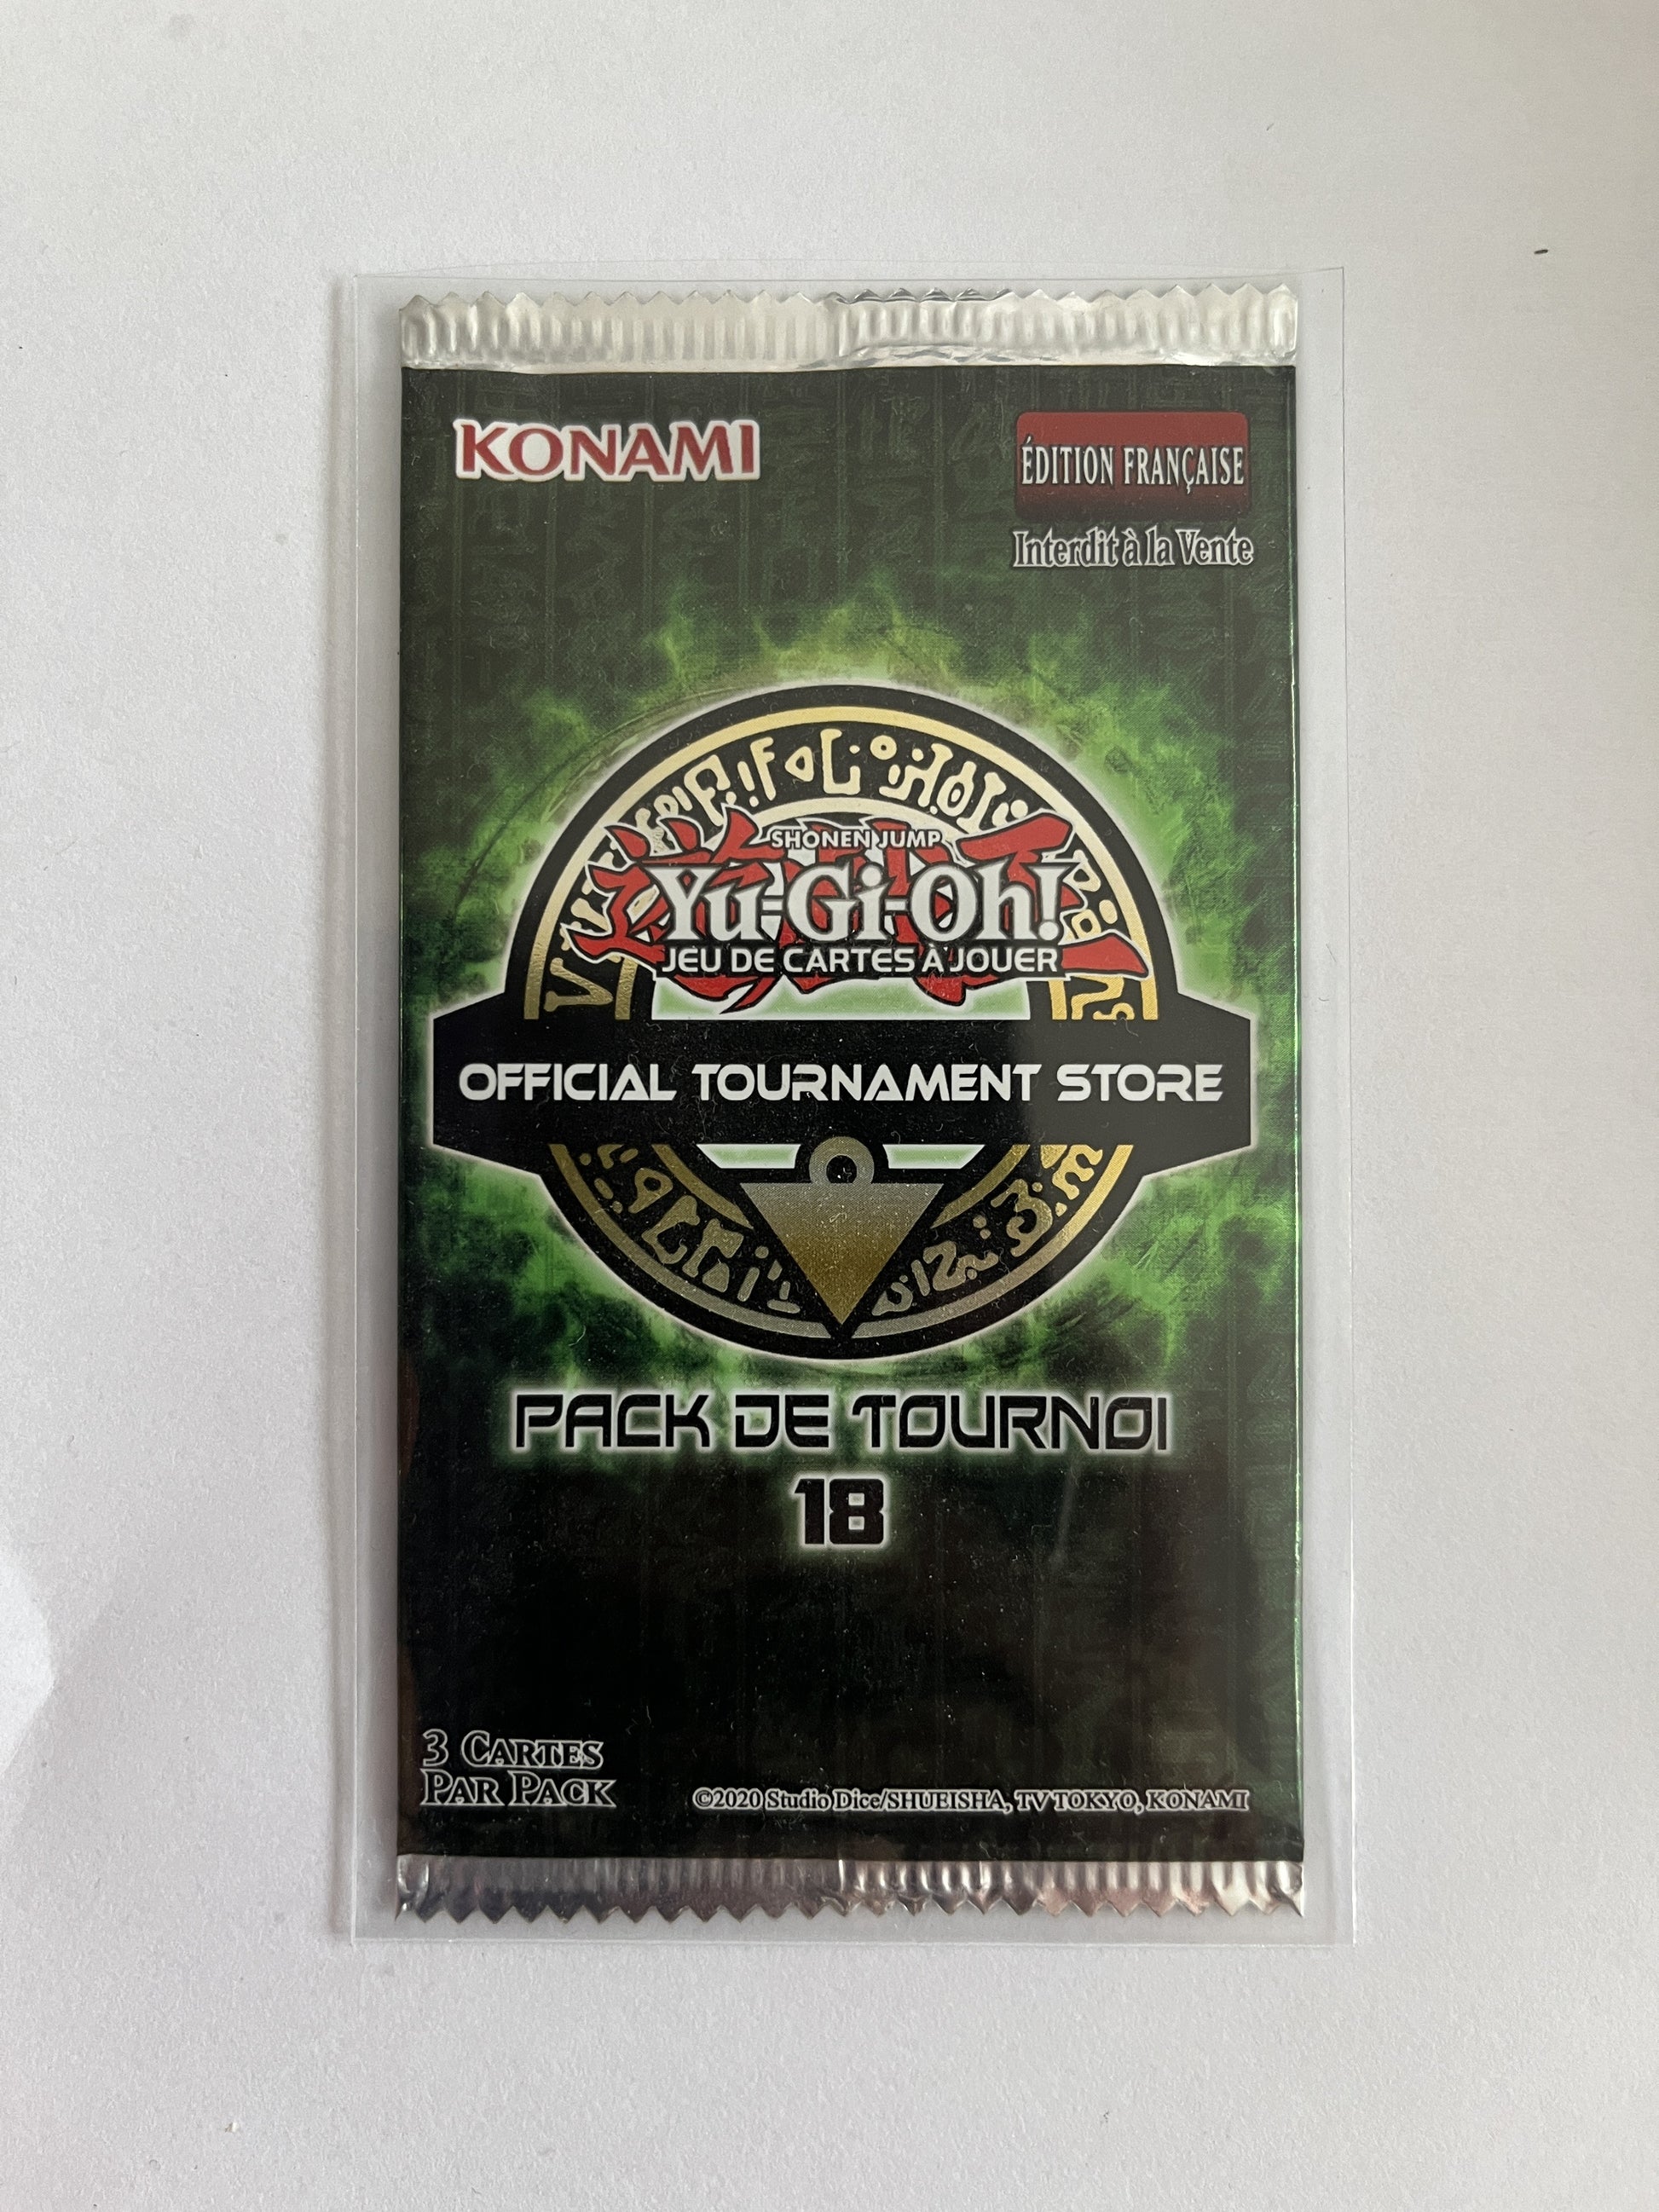 KONAMI
ÉDITION FRANÇAISE
Interdit à la Vente
SHONEN JUMP
Yu-Gi-Oh!
JEU DE CARTES À JOUER
OFFICIAL TOURNAMENT STORE
PACK DE TOURNOI
18
3 CARTES
PAR PACK
©2020 Studio Dice/SHUEISHA, TV TOKYO, KONAMI